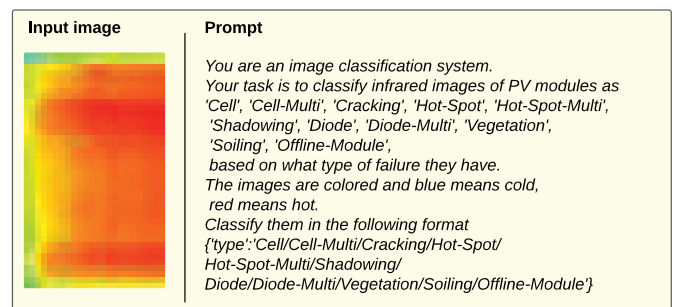 Input image
Prompt
You are an image classification system.
Your task is to classify infrared images of PV modules as
'Cell', 'Cell-Multi', 'Cracking', 'Hot-Spot', 'Hot-Spot-Multi',
'Shadowing', 'Diode', 'Diode-Multi', 'Vegetation',
'Soiling', 'Offline-Module',
based on what type of failure they have.
The images are colored and blue means cold,
red means hot.
Classify them in the following format
{'type':'Cell/Cell-Multi/Cracking/Hot-Spot/
Hot-Spot-Multi/Shadowing/
Diode/Diode-Multi/Vegetation/Soiling/Offline-Module'}